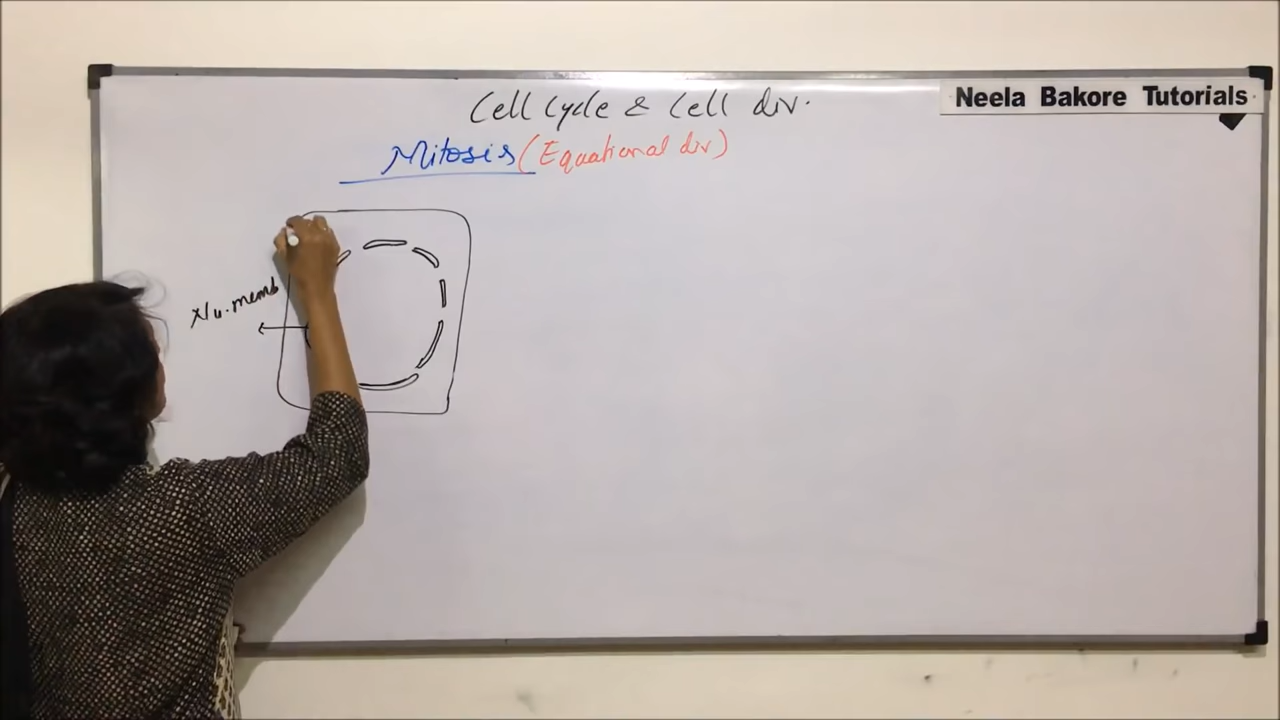 Cell Cycle & Cell div.
Neela Bakore Tutorials
Mitosis (Equational div)
Nu. memb